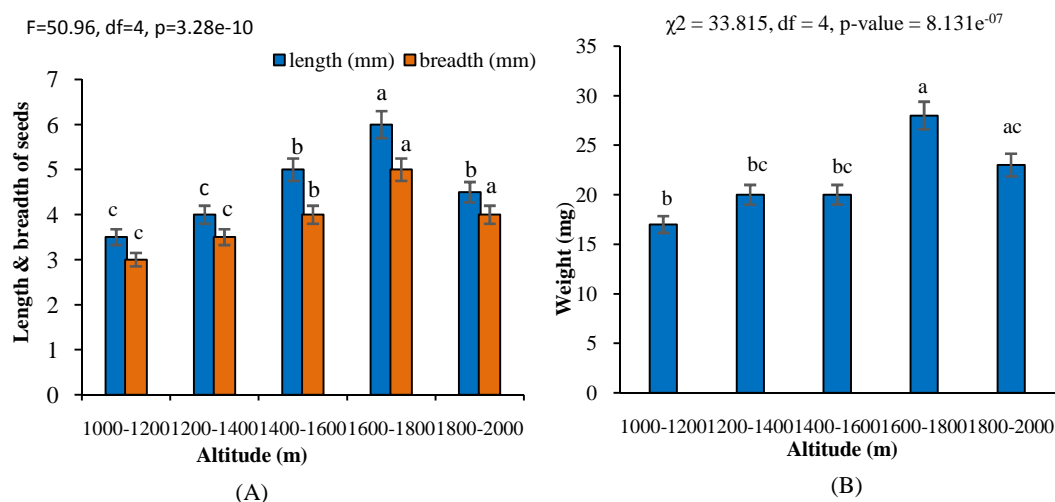 F=50.96, df=4, p=3.28e-10
length (mm) breadth (mm)
Length & breadth of seeds
7
6
5
4
3
2
1
0
c c c c b b a a b a
1000-1200 1200-1400 1400-1600 1600-1800 1800-2000
Altitude (m)
(A)
χ2 = 33.815, df = 4, p-value = 8.131e-07
Weight (mg)
35
30
25
20
15
10
5
0
b bc bc a ac
1000-1200 1200-1400 1400-1600 1600-1800 1800-2000
Altitude (m)
(B)